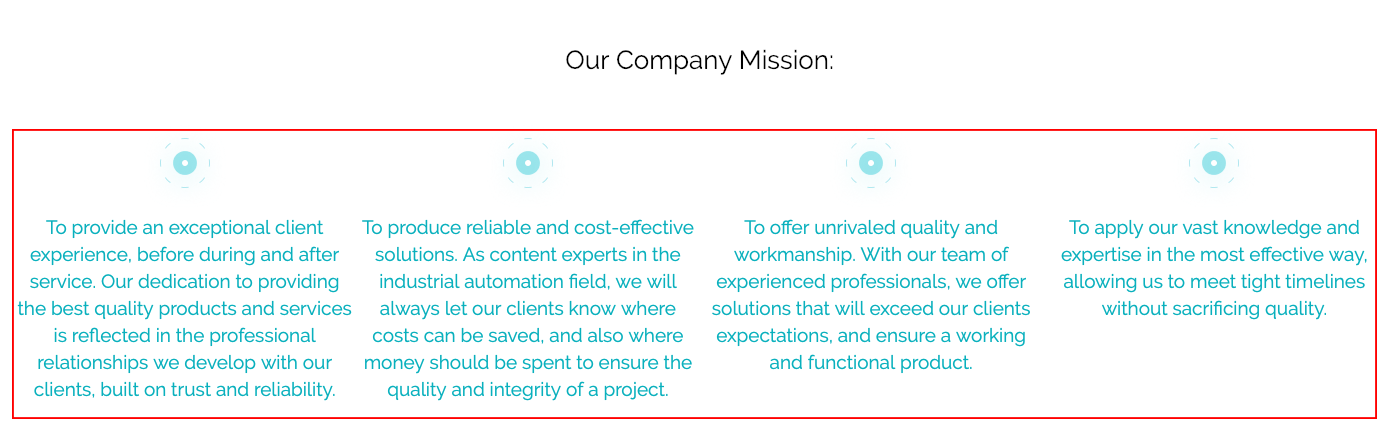 Our Company Mission:
To provide an exceptional client
experience, before during and after
service. Our dedication to providing
the best quality products and services
is reflected in the professional
relationships we develop with our
clients, built on trust and reliability.
To produce reliable and cost-effective
solutions. As content experts in the
industrial automation field, we will
always let our clients know where
costs can be saved, and also where
money should be spent to ensure the
quality and integrity of a project.
To offer unrivaled quality and
workmanship. With our team of
experienced professionals, we offer
solutions that will exceed our clients
expectations, and ensure a working
and functional product.
To apply our vast knowledge and
expertise in the most effective way,
allowing us to meet tight timelines
without sacrificing quality.